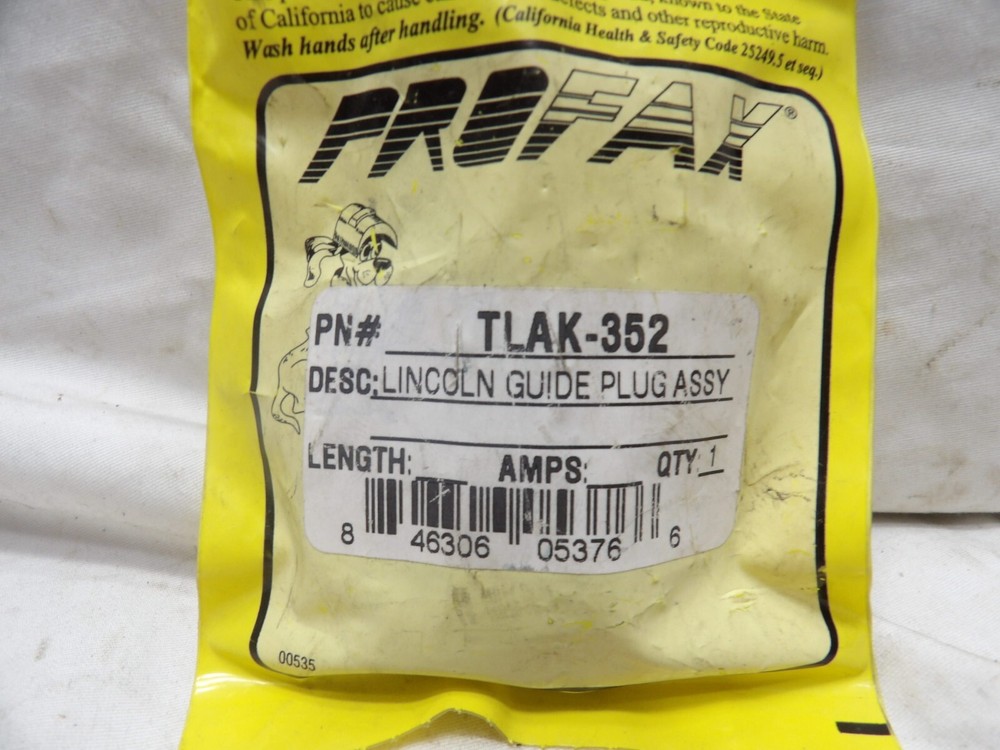 known to the State
of California to cause defects and other reproductive harm.
Wash hands after handling. (California Health & Safety Code 25249.5 et seq.)
PROFAX®
PN# TLAK-352
DESC: LINCOLN GUIDE PLUG ASSY
LENGTH: AMPS: QTY: 1
8 46306 05376 6
00535